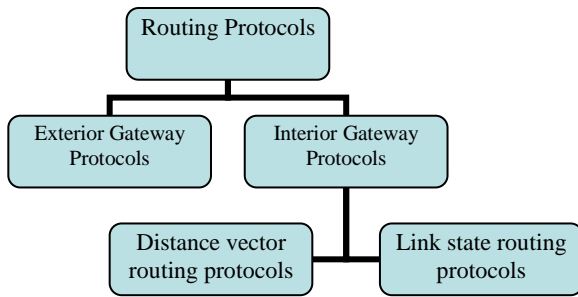 Routing Protocols
Exterior Gateway
Protocols
Interior Gateway
Protocols
Distance vector
routing protocols
Link state routing
protocols